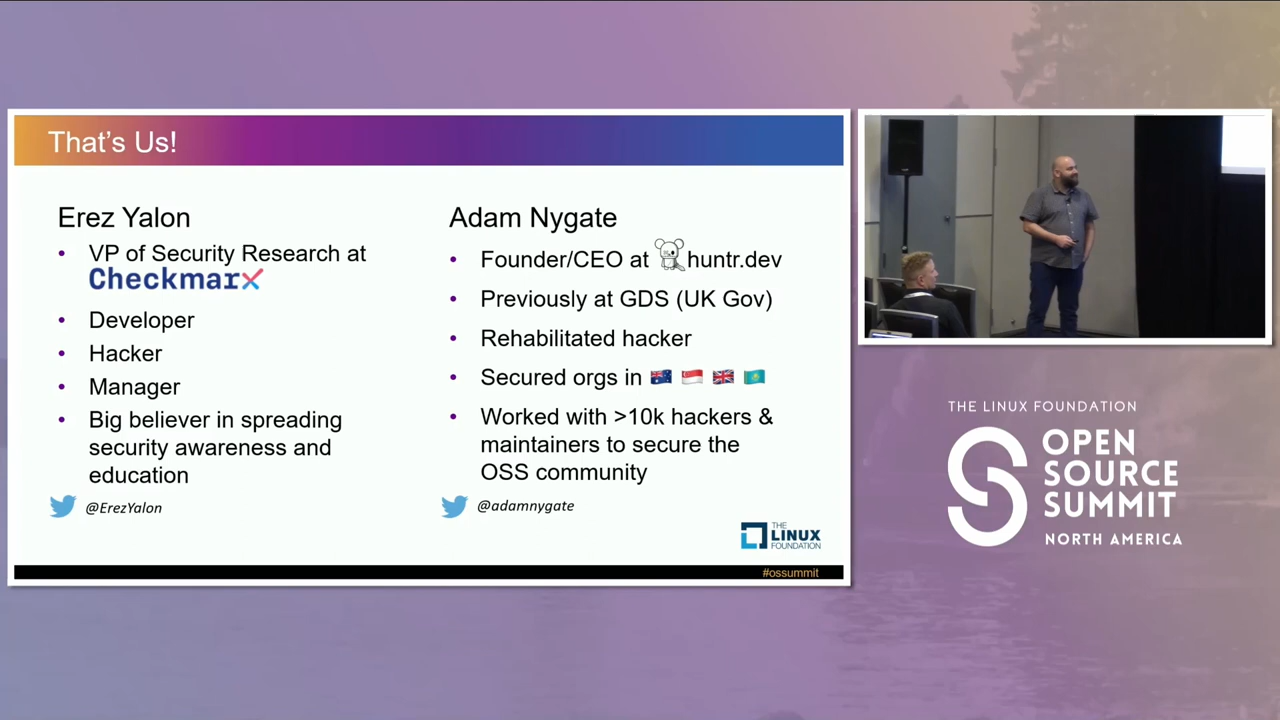 That's Us!
Erez Yalon
• VP of Security Research at
Checkmarx
• Developer
• Hacker
• Manager
• Big believer in spreading
security awareness and
education
@ErezYalon
Adam Nygate
• Founder/CEO at huntr.dev
• Previously at GDS (UK Gov)
• Rehabilitated hacker
• Secured orgs in 🇦🇺 🇸🇬 🇬🇧 🇰🇿
• Worked with >10k hackers &
maintainers to secure the
OSS community
@adamnygate
THE
LINUX
FOUNDATION
#ossummit
THE LINUX FOUNDATION
OPEN
SOURCE
SUMMIT
NORTH AMERICA